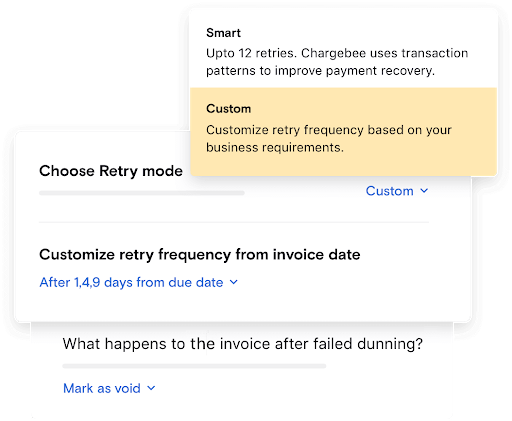 Smart
Upto 12 retries. Chargebee uses transaction
patterns to improve payment recovery.
Custom
Customize retry frequency based on your
business requirements.
Choose Retry mode
Custom
Customize retry frequency from invoice date
After 1,4,9 days from due date
What happens to the invoice after failed dunning?
Mark as void